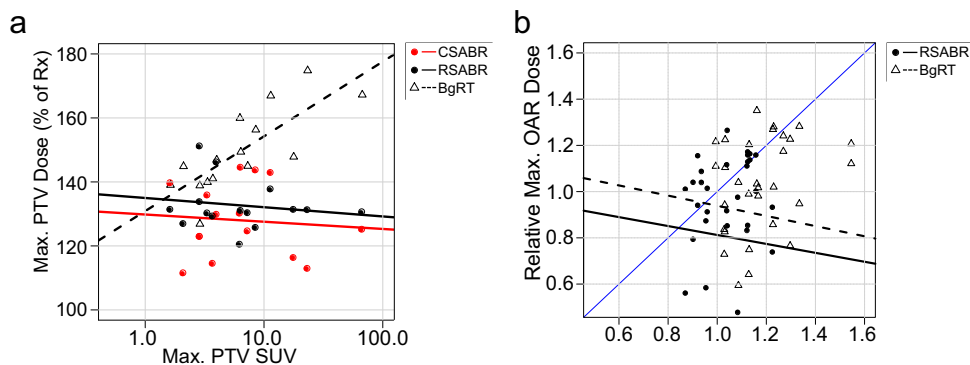 a
Max. PTV Dose (% of Rx)
180
160
140
120
100
1.0 10.0 100.0
Max. PTV SUV
CSABR
RSABR
BgRT
b
Relative Max. OAR Dose
1.6
1.4
1.2
1.0
0.8
0.6
0.6 0.8 1.0 1.2 1.4 1.6
RSABR
BgRT